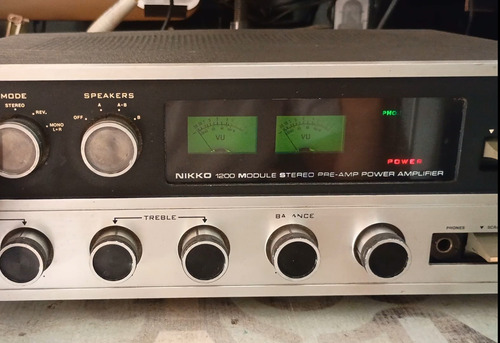 MODE
STEREO
REV.
MONO
L+R
SPEAKERS
OFF
A
A-B
B
VU
VU
PHO
POWER
NIKKO 1200 MODULE STEREO PRE-AMP POWER AMPLIFIER
TREBLE
BALANCE
PHONES